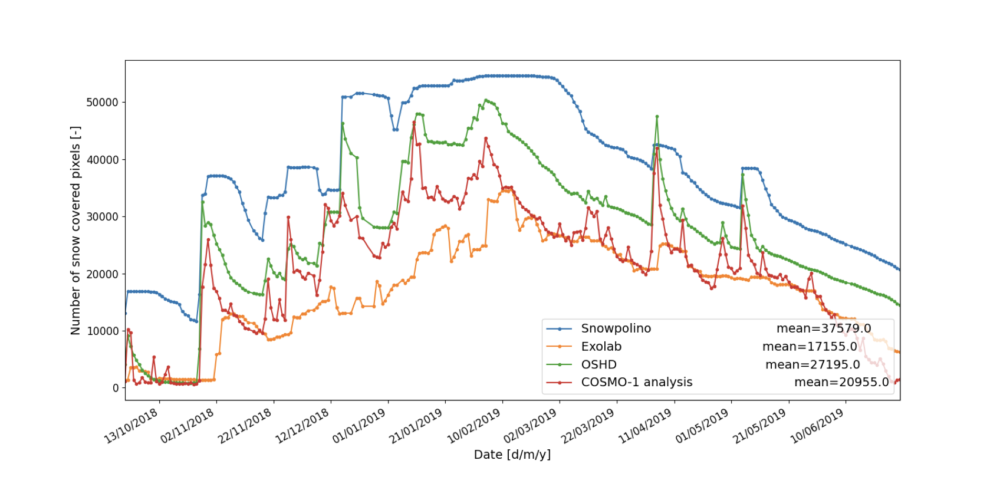 50000
40000
30000
20000
10000
0
Number of snow covered pixels [-]
Snowpolino mean=37579.0
Exolab mean=17155.0
OSHD mean=27195.0
COSMO-1 analysis mean=20955.0
13/10/2018 02/11/2018 22/11/2018 12/12/2018 01/01/2019 21/01/2019 10/02/2019 02/03/2019 22/03/2019 11/04/2019 01/05/2019 21/05/2019 10/06/2019
Date [d/m/y]